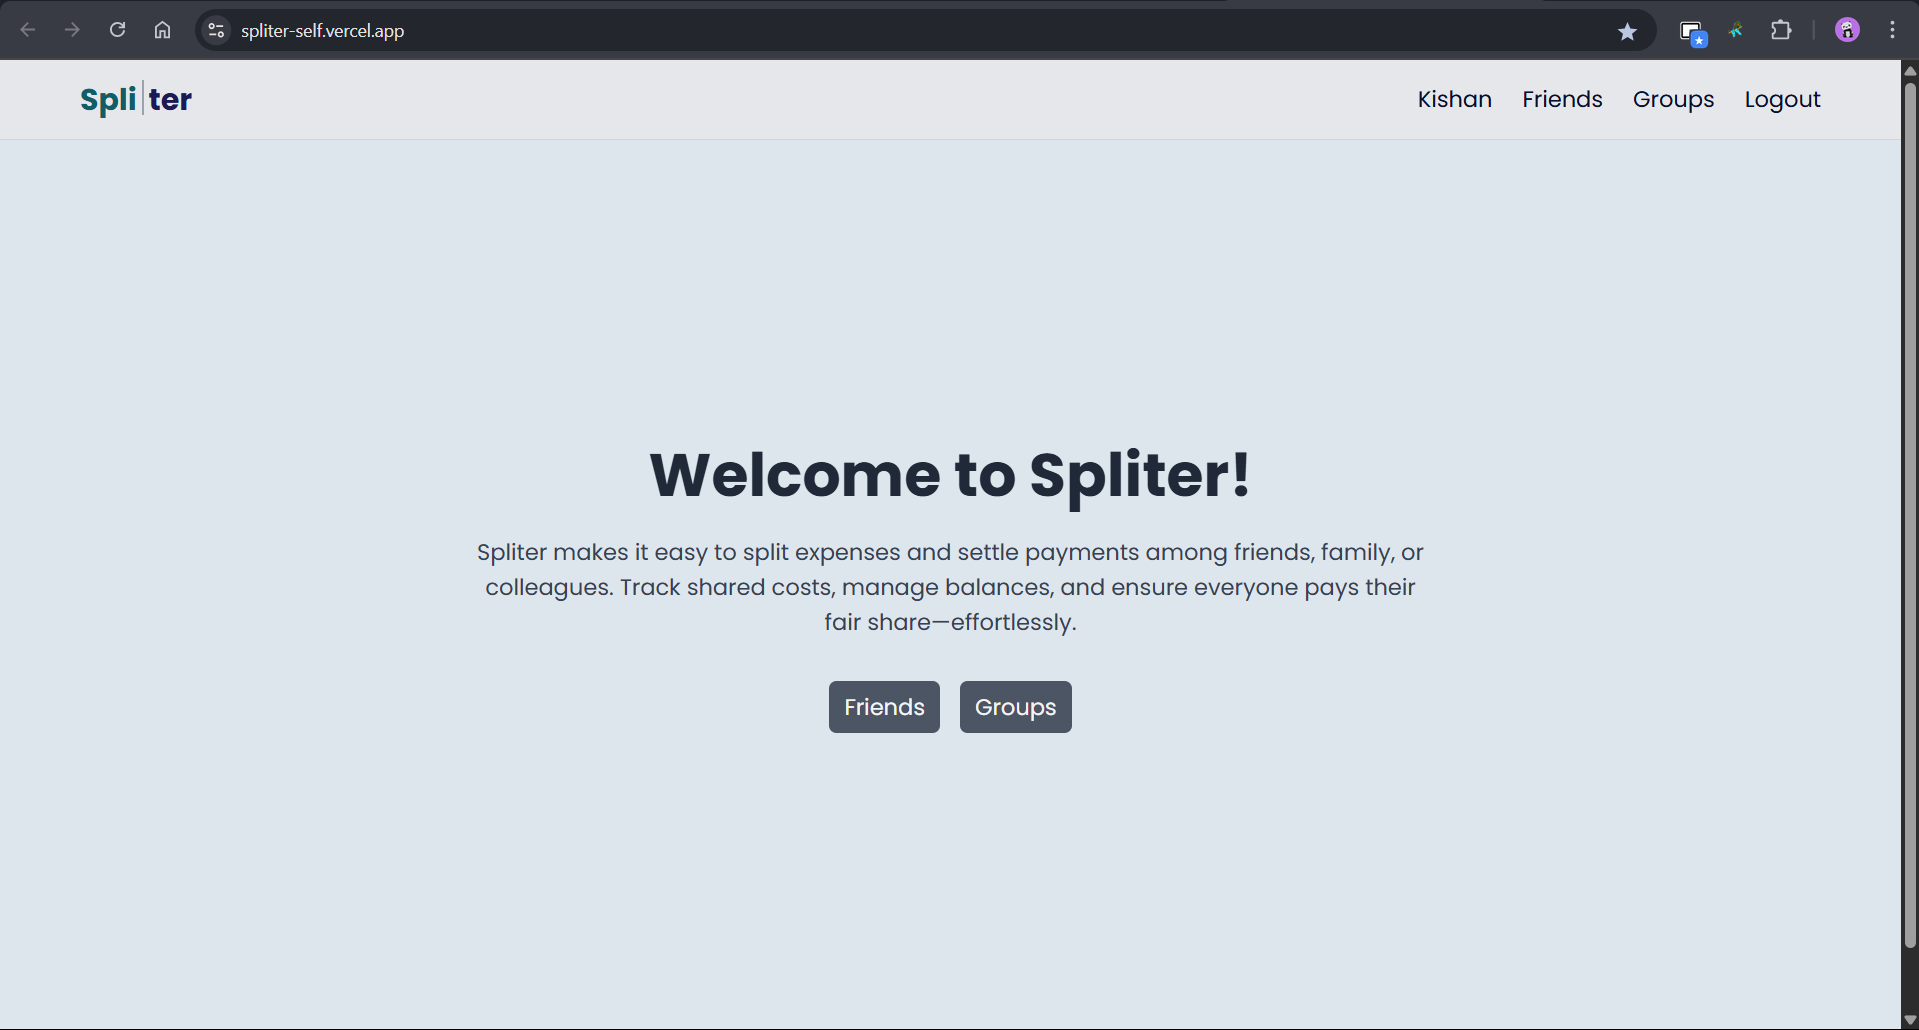 spliter-self.vercel.app
Spli|ter
Kishan Friends Groups Logout
Welcome to Spliter!
Spliter makes it easy to split expenses and settle payments among friends, family, or
colleagues. Track shared costs, manage balances, and ensure everyone pays their
fair share—effortlessly.
Friends Groups